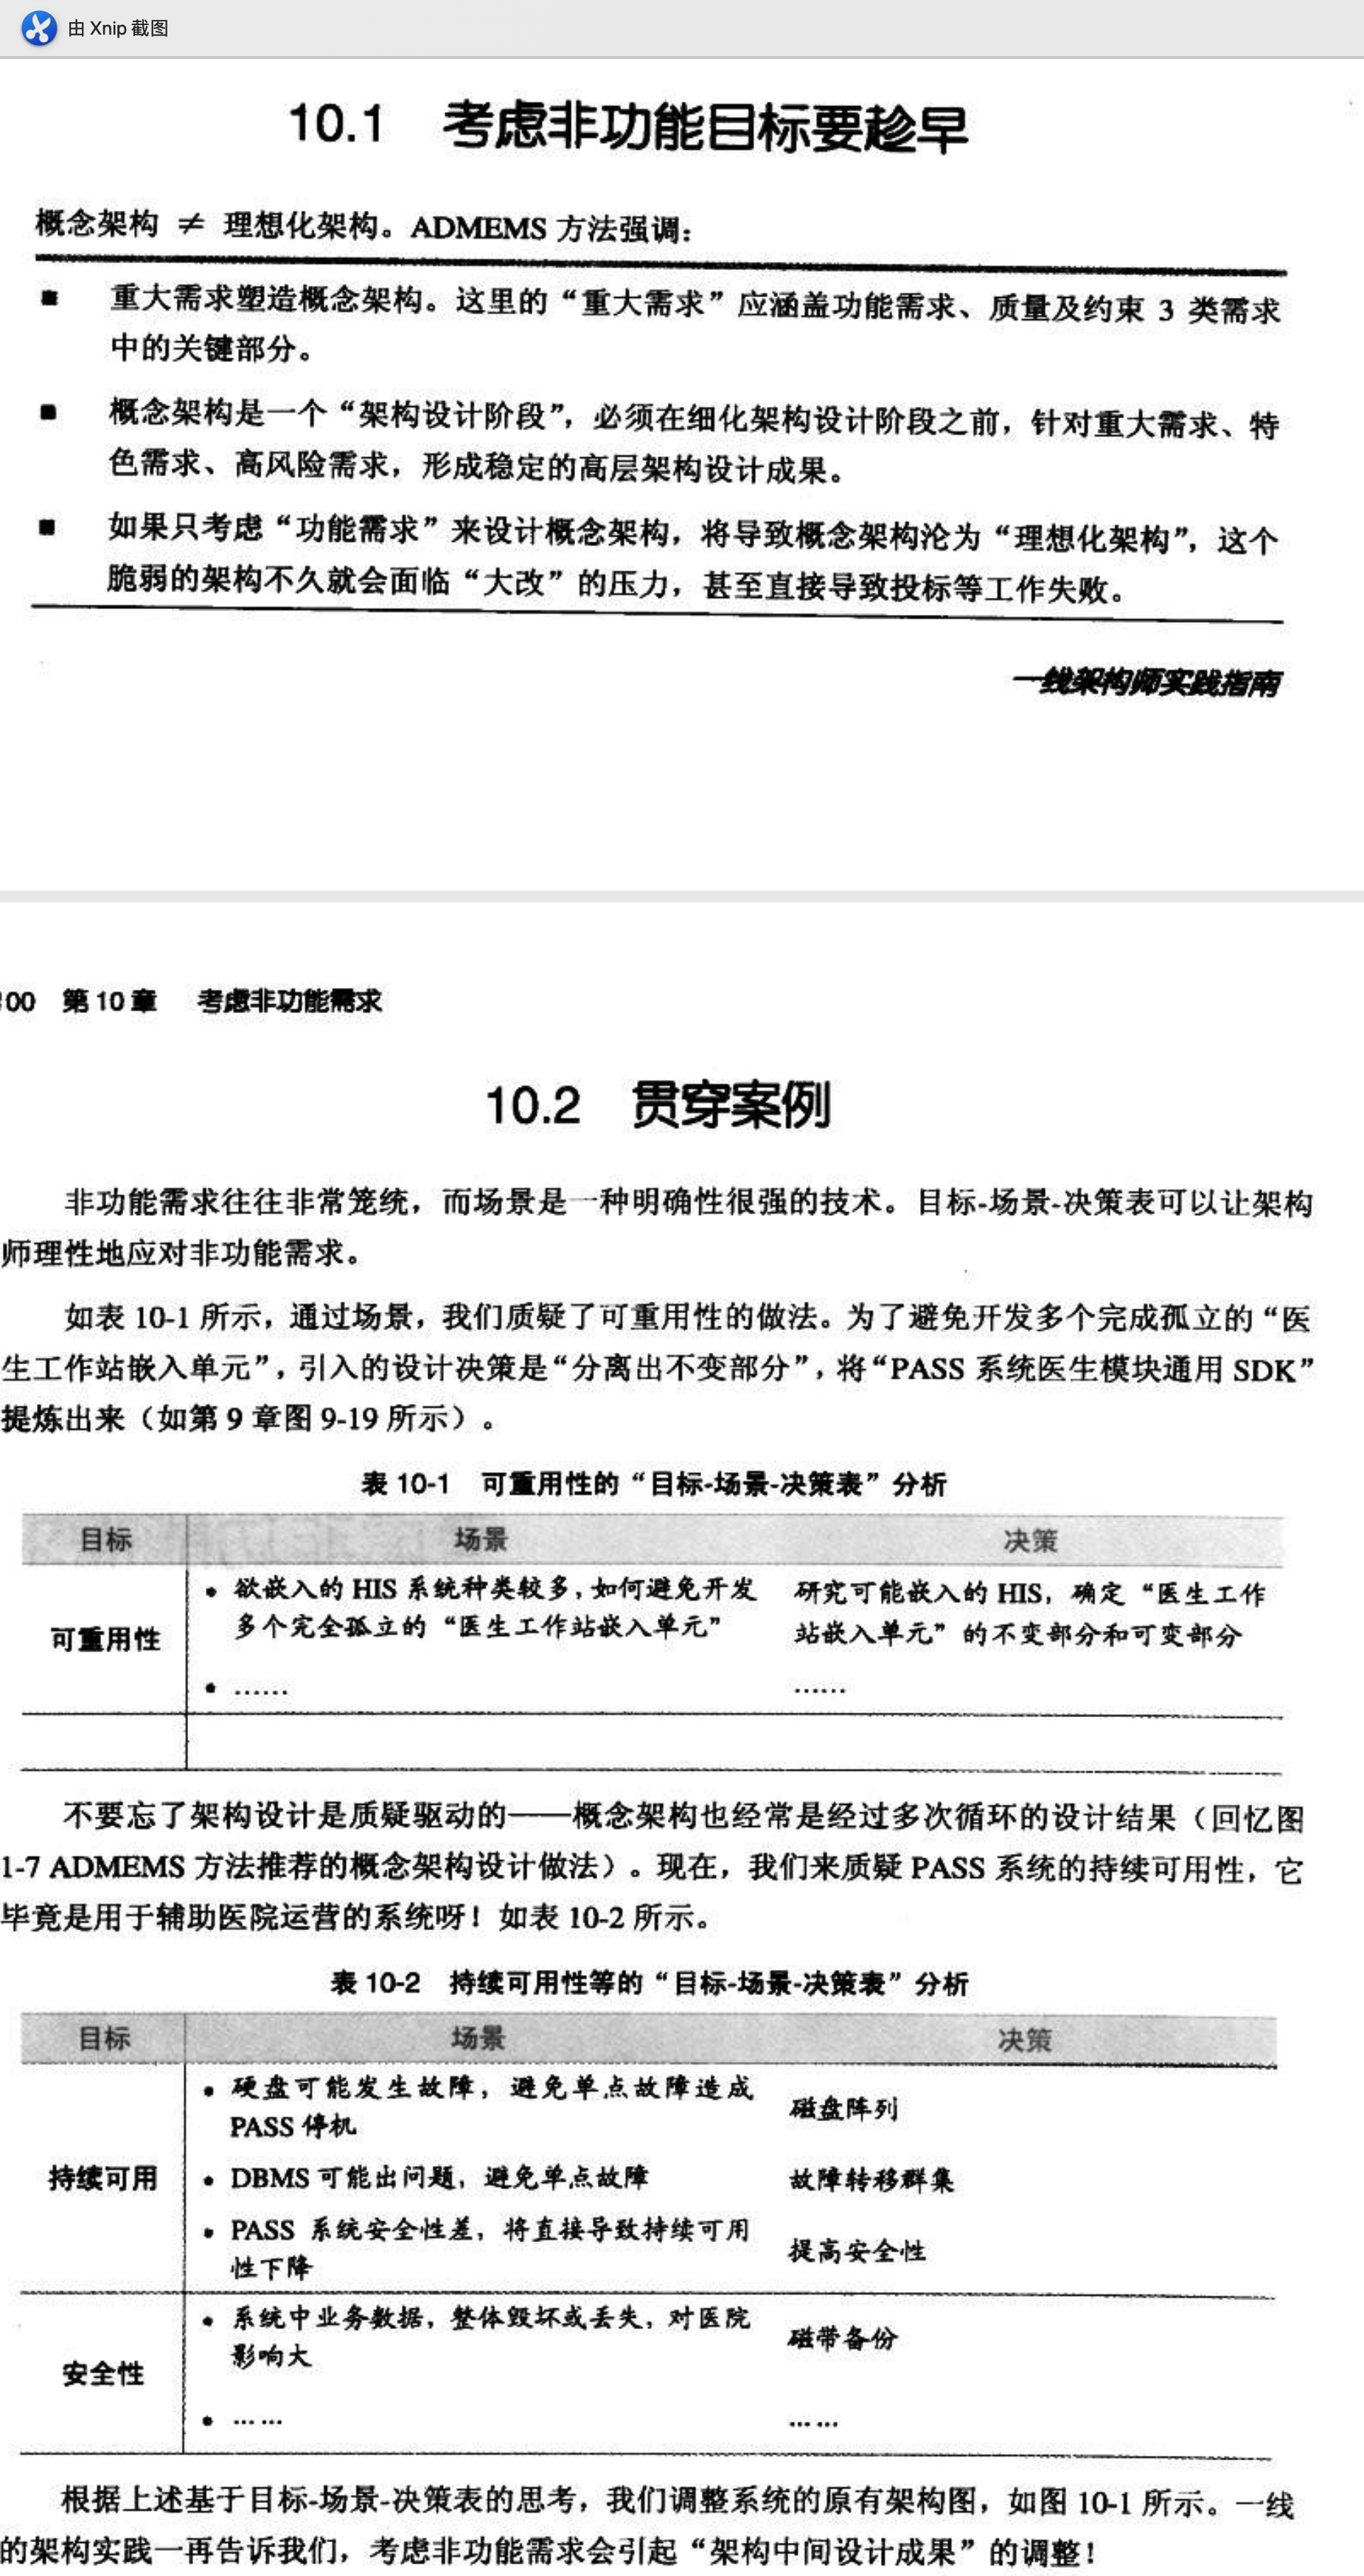 由 Xnip 截图
10.1 考虑非功能目标要趁早
概念架构 ≠ 理想化架构。ADMEMS 方法强调：
■ 重大需求塑造概念架构。这里的“重大需求”应涵盖功能需求、质量及约束 3 类需求
中的关键部分。
■ 概念架构是一个“架构设计阶段”，必须在细化架构设计阶段之前，针对重大需求、特
色需求、高风险需求，形成稳定的高层架构设计成果。
■ 如果只考虑“功能需求”来设计概念架构，将导致概念架构沦为“理想化架构”，这个
脆弱的架构不久就会面临“大改”的压力，甚至直接导致投标等工作失败。
一线架构师实践指南
00 第 10 章 考虑非功能需求
10.2 贯穿案例
非功能需求往往非常笼统，而场景是一种明确性很强的技术。目标-场景-决策表可以让架构
师理性地应对非功能需求。
如表 10-1 所示，通过场景，我们质疑了可重用性的做法。为了避免开发多个完成孤立的“医
生工作站嵌入单元”，引入的设计决策是“分离出不变部分”，将“PASS 系统医生模块通用 SDK”
提炼出来（如第 9 章图 9-19 所示）。
表 10-1 可重用性的“目标-场景-决策表”分析
目标 场景 决策
• 欲嵌入的 HIS 系统种类较多，如何避免开发 研究可能嵌入的 HIS，确定“医生工作
可重用性 多个完全孤立的“医生工作站嵌入单元” 站嵌入单元”的不变部分和可变部分
• …… ……
不要忘了架构设计是质疑驱动的——概念架构也经常是经过多次循环的设计结果（回忆图
1-7 ADMEMS 方法推荐的概念架构设计做法）。现在，我们来质疑 PASS 系统的持续可用性，它
毕竟是用于辅助医院运营的系统呀！如表 10-2 所示。
表 10-2 持续可用性等的“目标-场景-决策表”分析
目标 场景 决策
• 硬盘可能发生故障，避免单点故障造成 磁盘阵列
PASS 停机
持续可用 • DBMS 可能出问题，避免单点故障 故障转移群集
• PASS 系统安全性差，将直接导致持续可用 提高安全性
性下降
• 系统中业务数据，整体毁坏或丢失，对医院 磁带备份
影响大
安全性
• …… ……
根据上述基于目标-场景-决策表的思考，我们调整系统的原有架构图，如图 10-1 所示。一线
的架构实践一再告诉我们，考虑非功能需求会引起“架构中间设计成果”的调整！